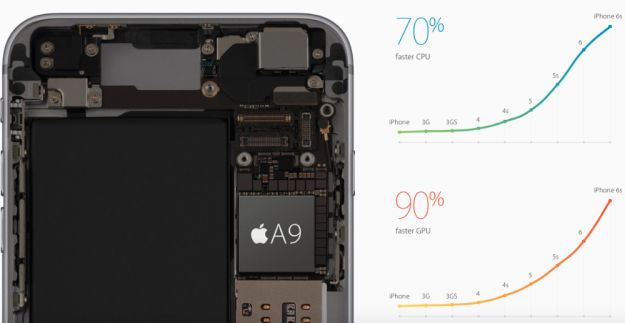 A9
70%
faster CPU
iPhone 3G 3GS 4 4s 5 5s 6 iPhone 6s
90%
faster GPU
iPhone 3G 3GS 4 4s 5 5s 6 iPhone 6s